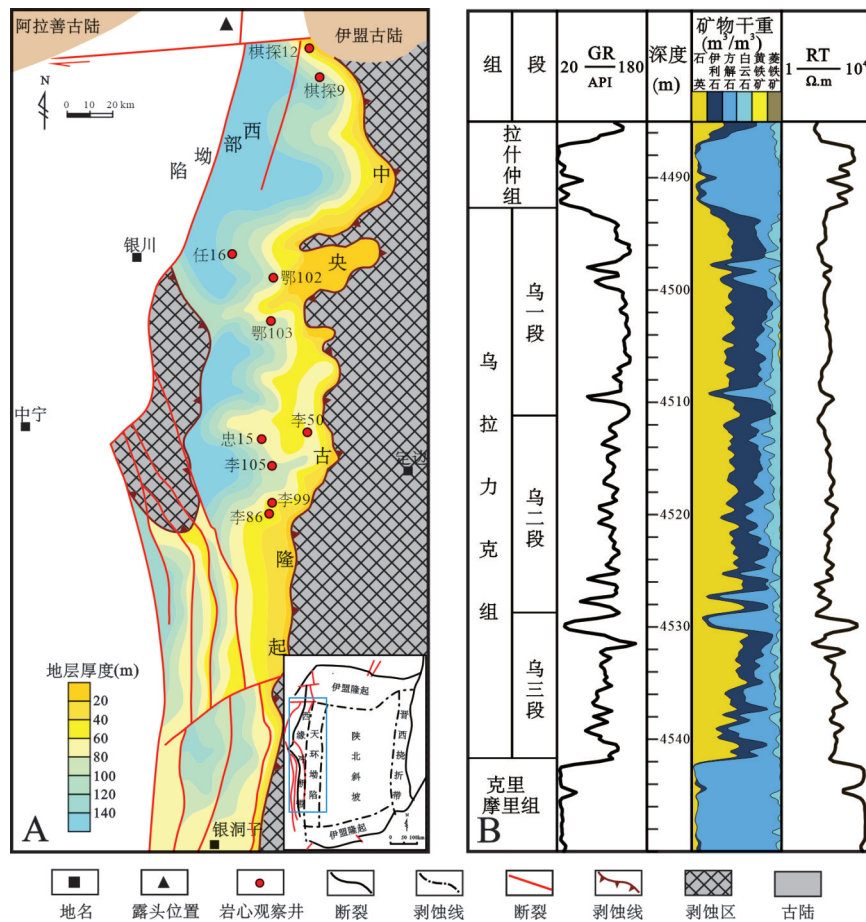 阿拉善古陆
伊盟古陆
棋探12
棋探9
N
0 10 20 km
西
部
坳
陷
中
央
古
隆
起
银川
任16
鄂102
鄂103
中宁
李50
忠15
李105
定边
李99
李86
地层厚度(m)
20
40
60
80
100
120
140
A
银洞子
伊盟隆起
天环坳陷
陕北斜坡
晋西挠折带
伊盟隆起
0 50 100km
组
段
GR
20 180
API
深度
(m)
矿物干重
(m³/m³)
石英
伊利石
方解石
白云石
黄铁矿
菱铁矿
RT
1 10⁴
Ω.m
拉什仲组
乌拉力克组
乌一段
乌二段
乌三段
克里
摩里组
4490
4500
4510
4520
4530
4540
B
地名
露头位置
岩心观察井
断裂
剥蚀线
断裂
剥蚀线
剥蚀区
古陆